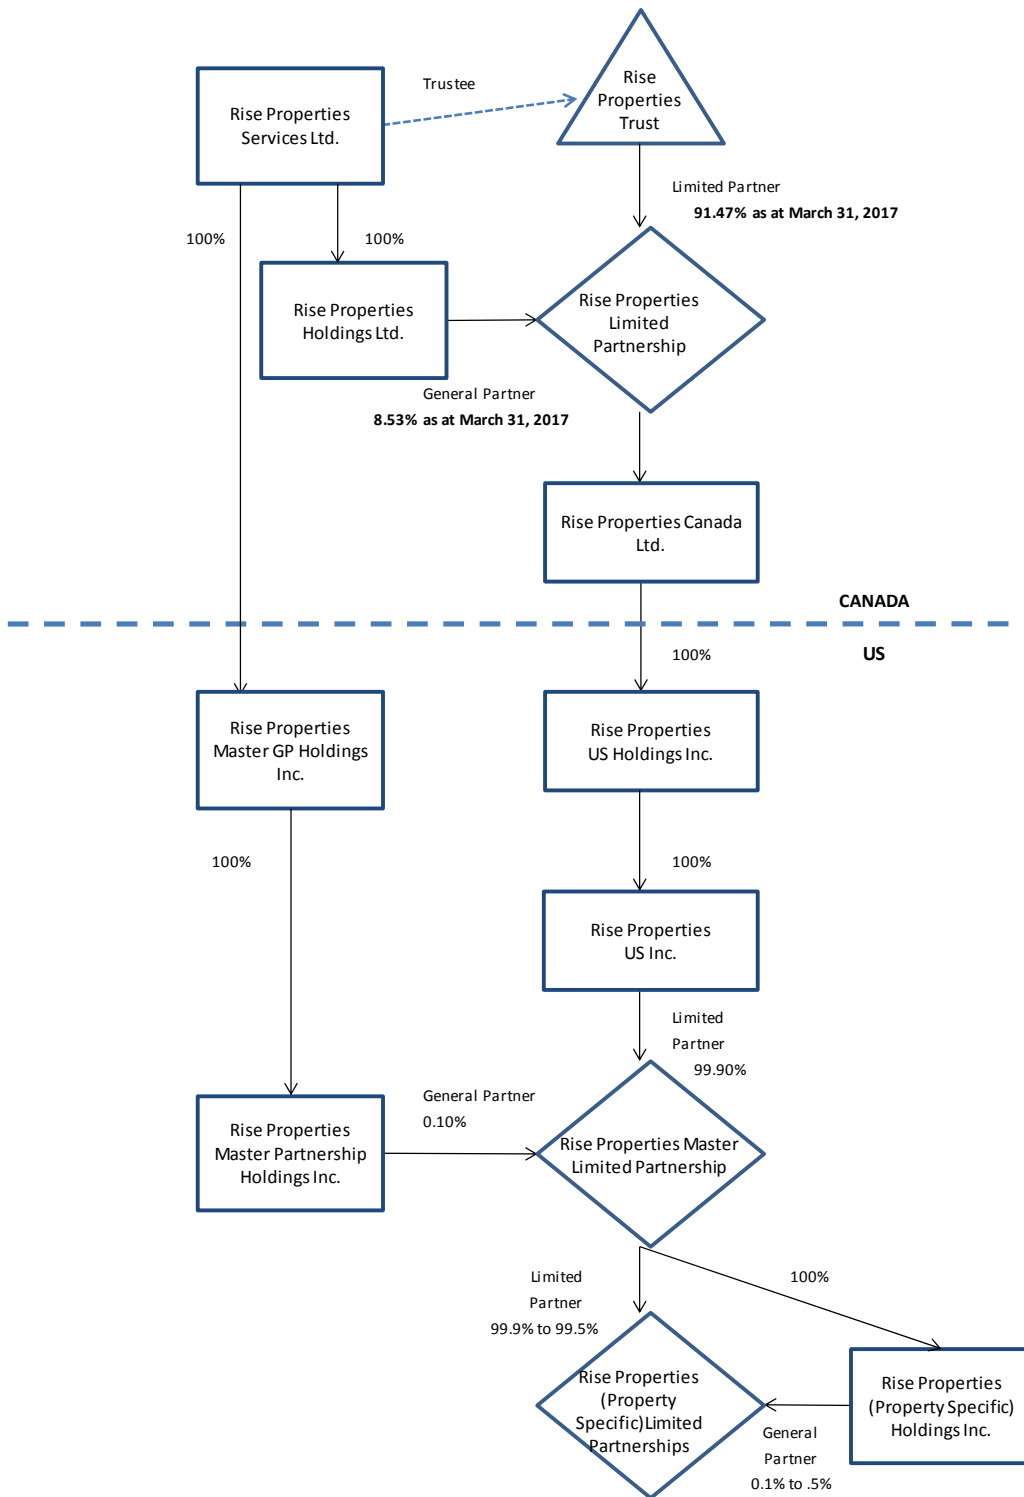 Rise
Properties
Trust
Trustee
Rise Properties
Services Ltd.
Limited Partner
91.47% as at March 31, 2017
100%
100%
Rise Properties
Holdings Ltd.
Rise Properties
Limited
Partnership
General Partner
8.53% as at March 31, 2017
Rise Properties Canada
Ltd.
CANADA
US
100%
Rise Properties
Master GP Holdings
Inc.
Rise Properties
US Holdings Inc.
100%
100%
Rise Properties
US Inc.
Limited
Partner
99.90%
General Partner
0.10%
Rise Properties
Master Partnership
Holdings Inc.
Rise Properties Master
Limited Partnership
Limited
Partner
99.9% to 99.5%
100%
Rise Properties
(Property
Specific)Limited
Partnerships
Rise Properties
(Property Specific)
Holdings Inc.
General
Partner
0.1% to .5%